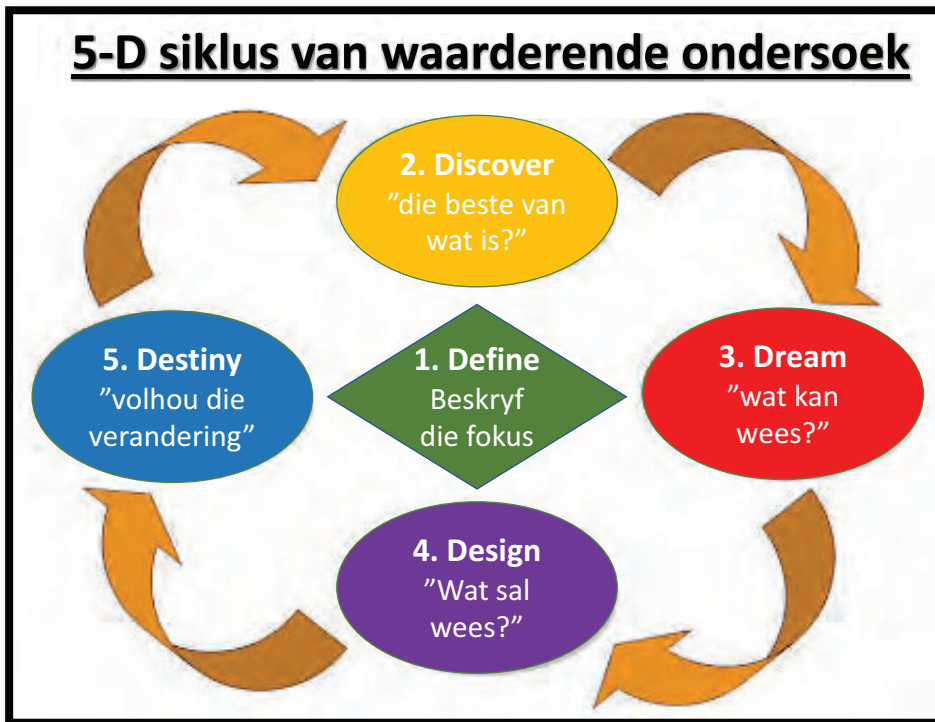 5-D siklus van waarderende ondersoek
2. Discover
”die beste van
wat is?”
5. Destiny
”volhou die
verandering”
1. Define
Beskryf
die fokus
3. Dream
”wat kan
wees?”
4. Design
”Wat sal
wees?”